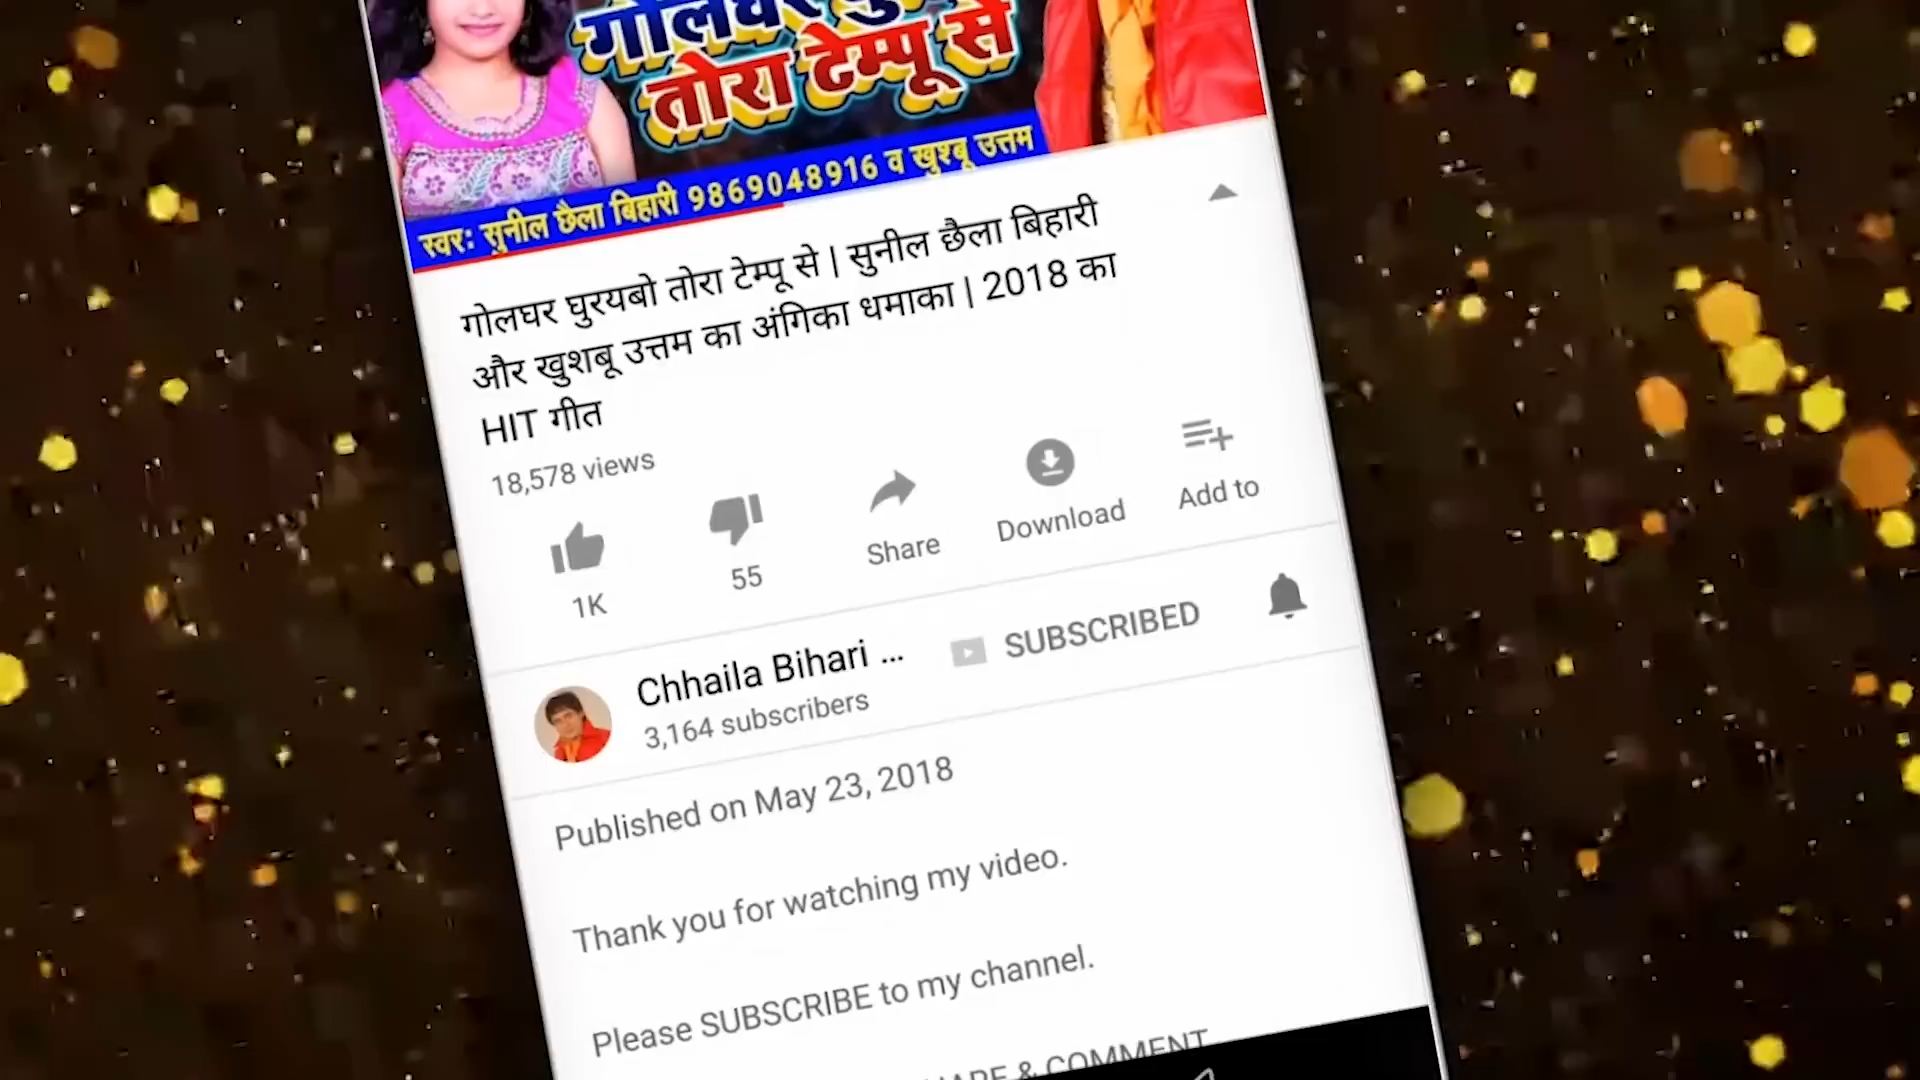 तोरा टेम्पू से
स्वरः सुनील छैला बिहारी 9869048916 व खुश्बू उत्तम
गोलघर घुरयबो तोरा टेम्पू से | सुनील छैला बिहारी
और खुशबू उत्तम का अंगिका धमाका | 2018 का
HIT गीत
18,578 views
1K
55
Share
Download
Add to
Chhaila Bihari ...
SUBSCRIBED
3,164 subscribers
Published on May 23, 2018
Thank you for watching my video.
Please SUBSCRIBE to my channel.
& COMMENT